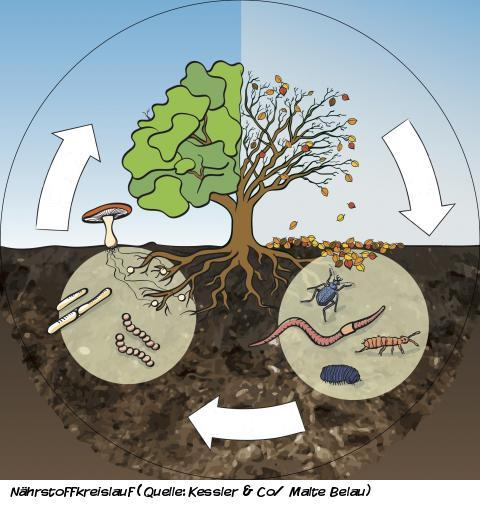 Nährstoffkreislauf (Quelle: Kessler & Co/ Malte Belau)